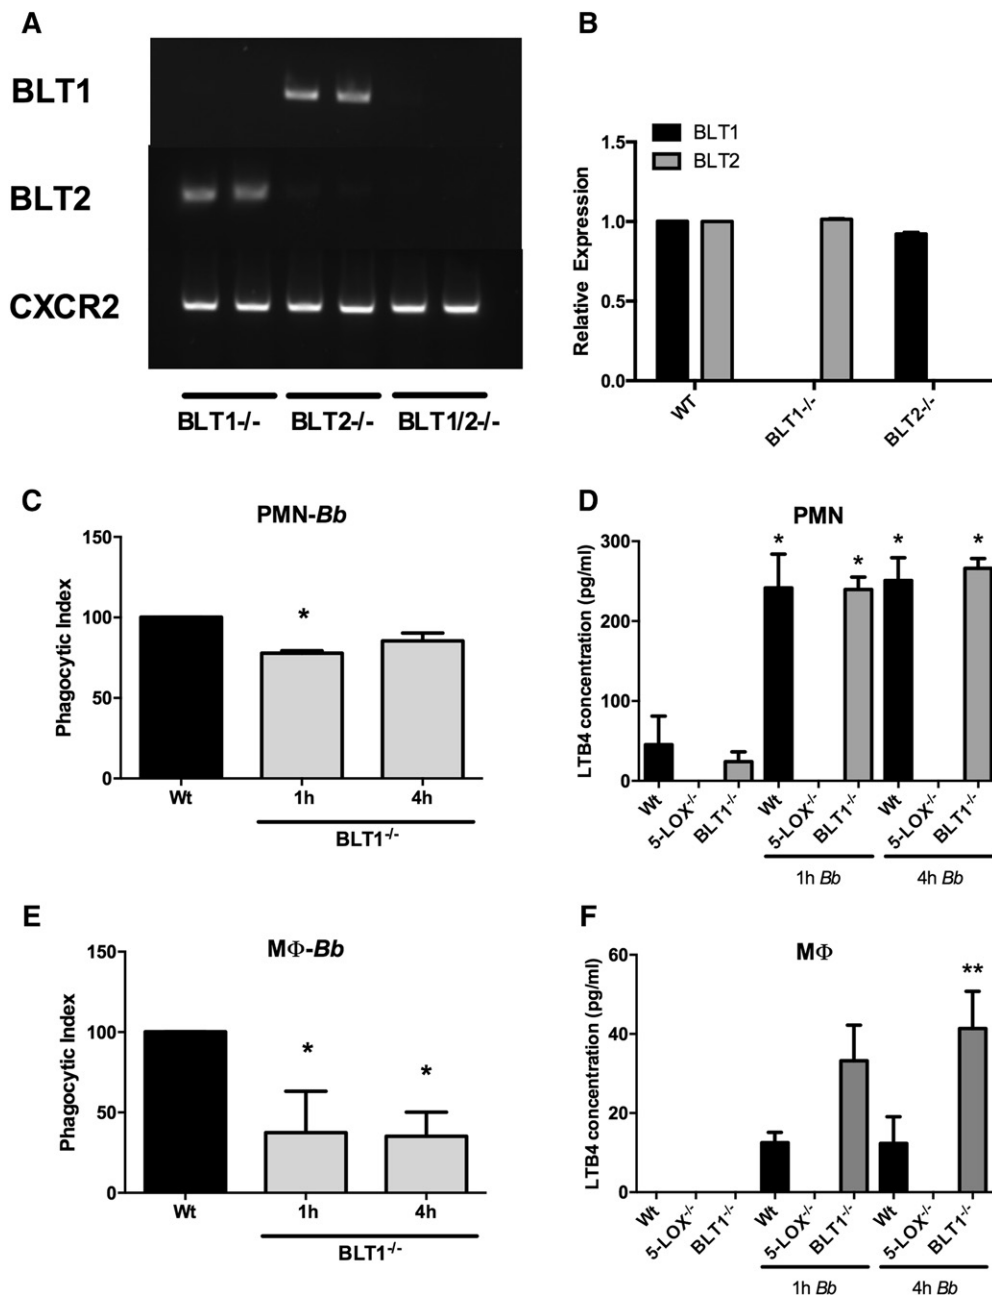 A
BLT1
BLT2
CXCR2
BLT1-/-
BLT2-/-
BLT1/2-/-
B
BLT1
BLT2
Relative Expression
1.5
1.0
0.5
0.0
WT
BLT1-/-
BLT2-/-
C
PMN-Bb
Phagocytic Index
150
100
50
0
*
Wt
1h
4h
BLT1-/-
D
PMN
LTB4 concentration (pg/ml)
300
200
100
0
*
*
*
*
Wt
5-LOX-/-
BLT1-/-
Wt
5-LOX-/-
BLT1-/-
Wt
5-LOX-/-
BLT1-/-
1h Bb
4h Bb
E
MΦ-Bb
Phagocytic Index
150
100
50
0
*
*
Wt
1h
4h
BLT1-/-
F
MΦ
LTB4 concentration (pg/ml)
60
40
20
0
**
Wt
5-LOX-/-
BLT1-/-
Wt
5-LOX-/-
BLT1-/-
Wt
5-LOX-/-
BLT1-/-
1h Bb
4h Bb